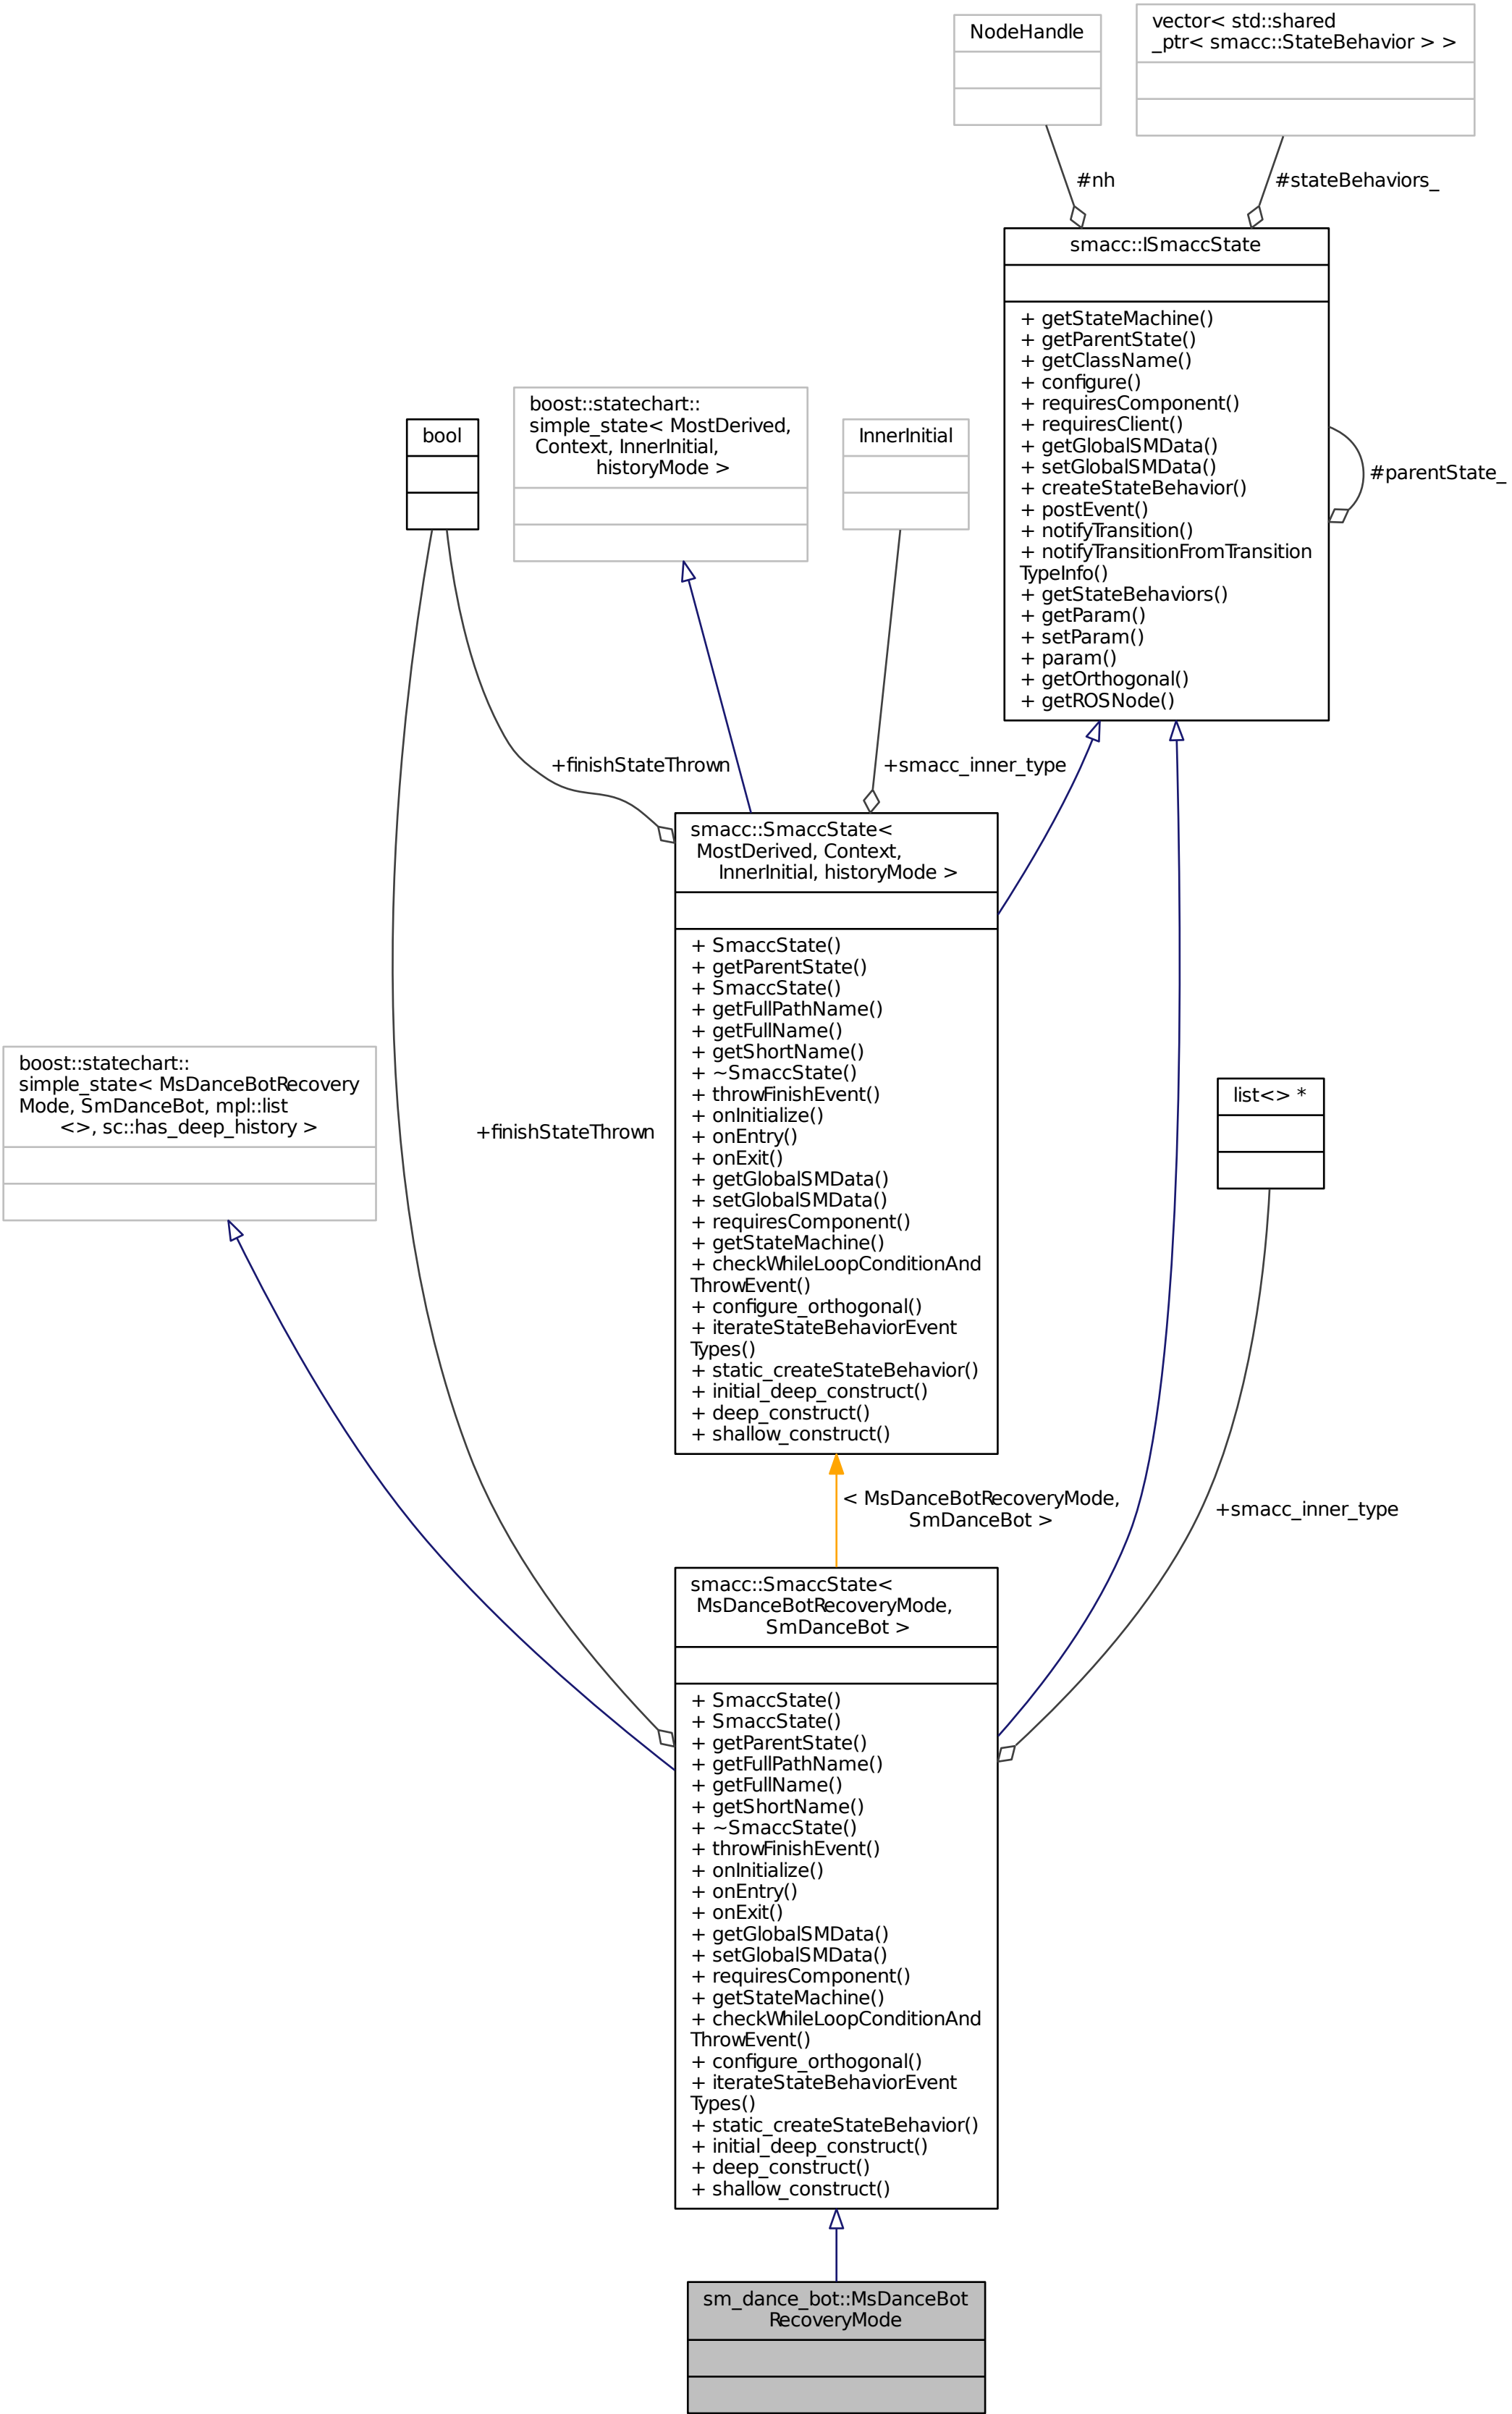 NodeHandle
vector< std::shared
_ptr< smacc::StateBehavior > >
#nh
#stateBehaviors_
smacc::ISmaccState
+ getStateMachine()
+ getParentState()
+ getClassName()
+ configure()
+ requiresComponent()
+ requiresClient()
+ getGlobalSMData()
+ setGlobalSMData()
+ createStateBehavior()
+ postEvent()
+ notifyTransition()
+ notifyTransitionFromTransition
TypeInfo()
+ getStateBehaviors()
+ getParam()
+ setParam()
+ param()
+ getOrthogonal()
+ getROSNode()
#parentState_
bool
boost::statechart::
simple_state< MostDerived,
Context, InnerInitial,
historyMode >
InnerInitial
+finishStateThrown
+smacc_inner_type
smacc::SmaccState<
MostDerived, Context,
InnerInitial, historyMode >
+ SmaccState()
+ getParentState()
+ SmaccState()
+ getFullPathName()
+ getFullName()
+ getShortName()
+ ~SmaccState()
+ throwFinishEvent()
+ onInitialize()
+ onEntry()
+ onExit()
+ getGlobalSMData()
+ setGlobalSMData()
+ requiresComponent()
+ getStateMachine()
+ checkWhileLoopConditionAnd
ThrowEvent()
+ configure_orthogonal()
+ iterateStateBehaviorEvent
Types()
+ static_createStateBehavior()
+ initial_deep_construct()
+ deep_construct()
+ shallow_construct()
boost::statechart::
simple_state< MsDanceBotRecovery
Mode, SmDanceBot, mpl::list
<>, sc::has_deep_history >
+finishStateThrown
list<> *
< MsDanceBotRecoveryMode,
SmDanceBot >
+smacc_inner_type
smacc::SmaccState<
MsDanceBotRecoveryMode,
SmDanceBot >
+ SmaccState()
+ SmaccState()
+ getParentState()
+ getFullPathName()
+ getFullName()
+ getShortName()
+ ~SmaccState()
+ throwFinishEvent()
+ onInitialize()
+ onEntry()
+ onExit()
+ getGlobalSMData()
+ setGlobalSMData()
+ requiresComponent()
+ getStateMachine()
+ checkWhileLoopConditionAnd
ThrowEvent()
+ configure_orthogonal()
+ iterateStateBehaviorEvent
Types()
+ static_createStateBehavior()
+ initial_deep_construct()
+ deep_construct()
+ shallow_construct()
sm_dance_bot::MsDanceBot
RecoveryMode